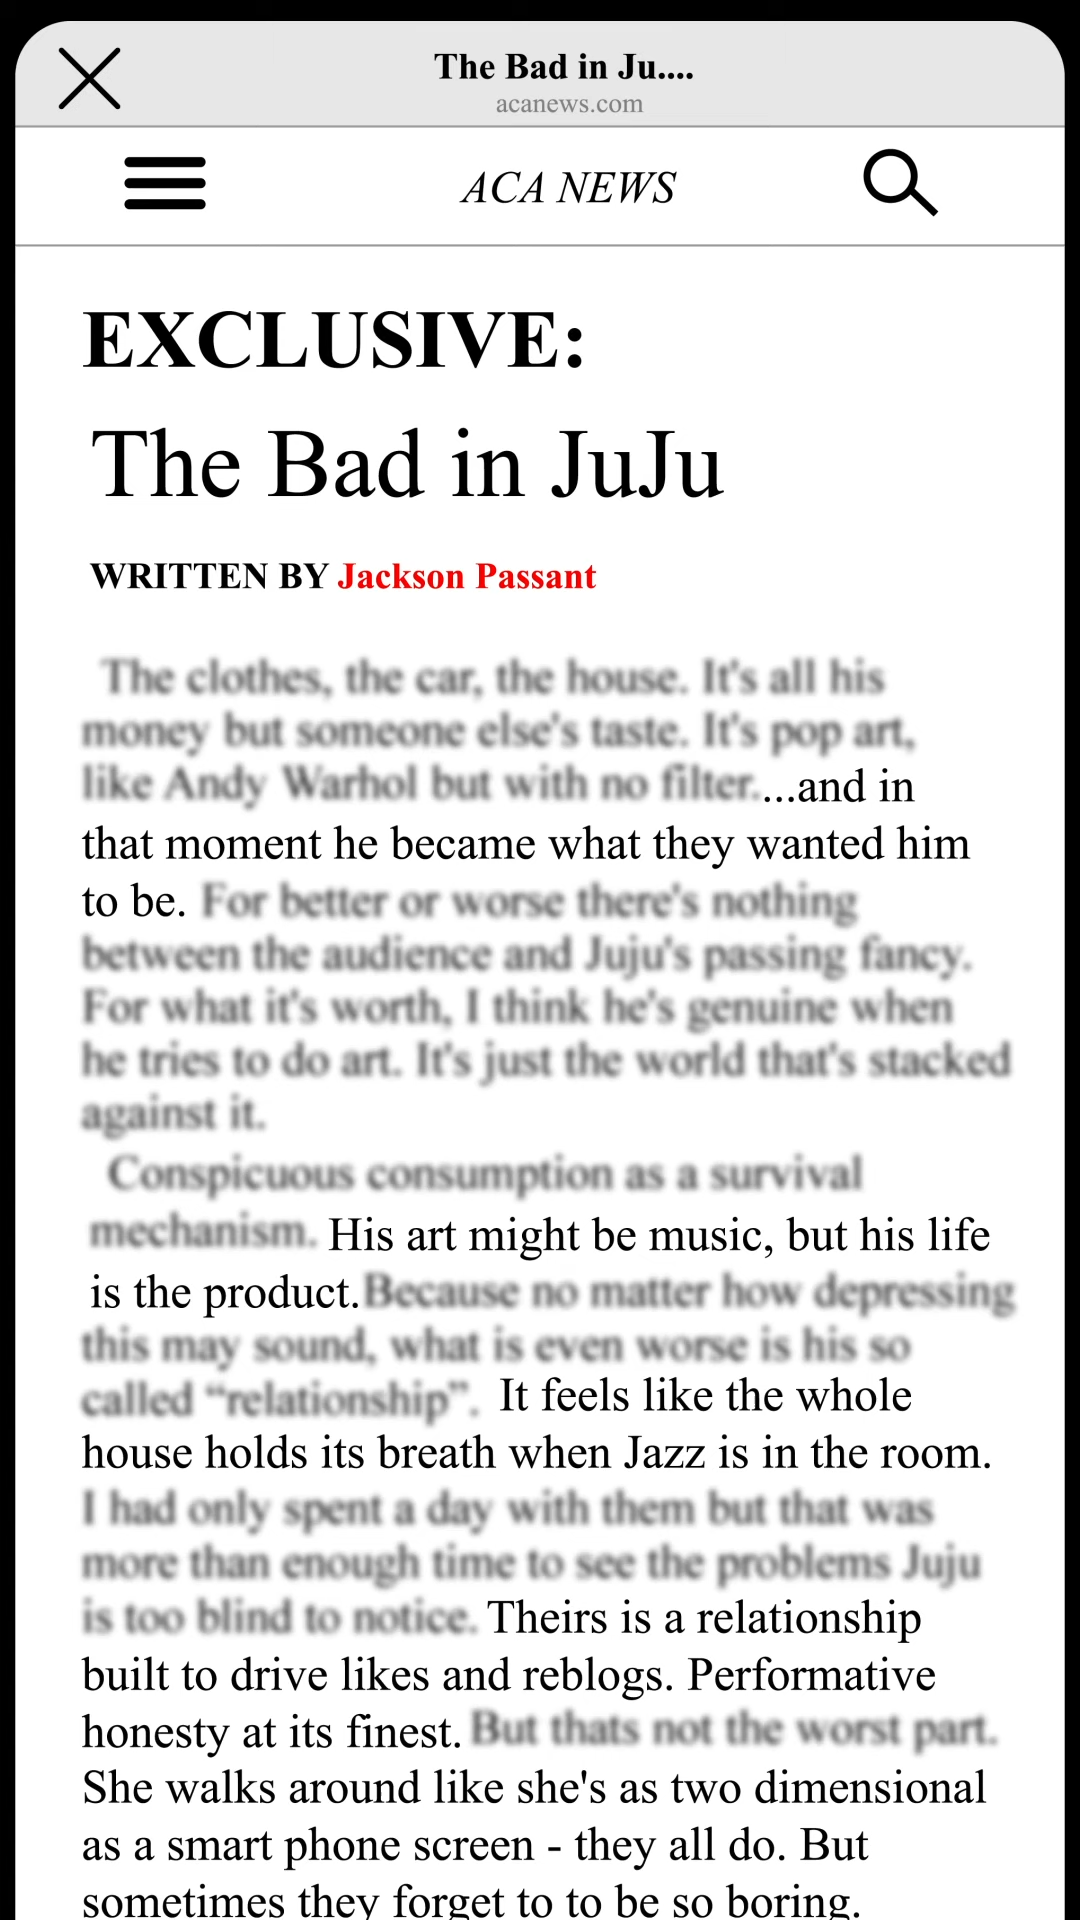 The Bad in Ju....
acanews.com
ACA NEWS
EXCLUSIVE:
The Bad in JuJu
WRITTEN BY Jackson Passant
The clothes, the car, the house. It's all his
money but someone else's taste. It's pop art,
like Andy Warhol but with no filter....and in
that moment he became what they wanted him
to be. For better or worse there's nothing
between the audience and Juju's passing fancy.
For what it's worth, I think he's genuine when
he tries to do art. It's just the world that's stacked
against it.
Conspicuous consumption as a survival
mechanism. His art might be music, but his life
is the product.Because no matter how depressing
this may sound, what is even worse is his so
called “relationship”. It feels like the whole
house holds its breath when Jazz is in the room.
I had only spent a day with them but that was
more than enough time to see the problems Juju
is too blind to notice. Theirs is a relationship
built to drive likes and reblogs. Performative
honesty at its finest. But thats not the worst part.
She walks around like she's as two dimensional
as a smart phone screen - they all do. But
sometimes they forget to to be so boring.